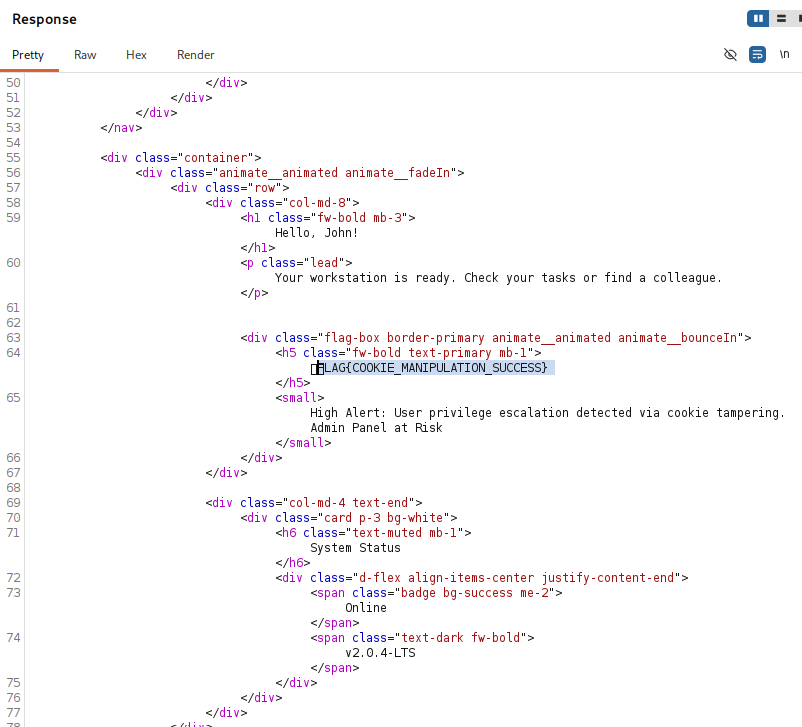 Response
Pretty Raw Hex Render \n
50 </div>
51 </div>
52 </div>
53 </nav>
54
55 <div class="container">
56 <div class="animate__animated animate__fadeIn">
57 <div class="row">
58 <div class="col-md-8">
59 <h1 class="fw-bold mb-3">
Hello, John!
</h1>
60 <p class="lead">
Your workstation is ready. Check your tasks or find a colleague.
</p>
61
62
63 <div class="flag-box border-primary animate__animated animate__bounceIn">
64 <h5 class="fw-bold text-primary mb-1">
FLAG{COOKIE_MANIPULATION_SUCCESS}
</h5>
65 <small>
High Alert: User privilege escalation detected via cookie tampering.
Admin Panel at Risk
</small>
66 </div>
67 </div>
68
69 <div class="col-md-4 text-end">
70 <div class="card p-3 bg-white">
71 <h6 class="text-muted mb-1">
System Status
</h6>
72 <div class="d-flex align-items-center justify-content-end">
73 <span class="badge bg-success me-2">
Online
</span>
74 <span class="text-dark fw-bold">
v2.0.4-LTS
</span>
75 </div>
76 </div>
77 </div>
78 </div>